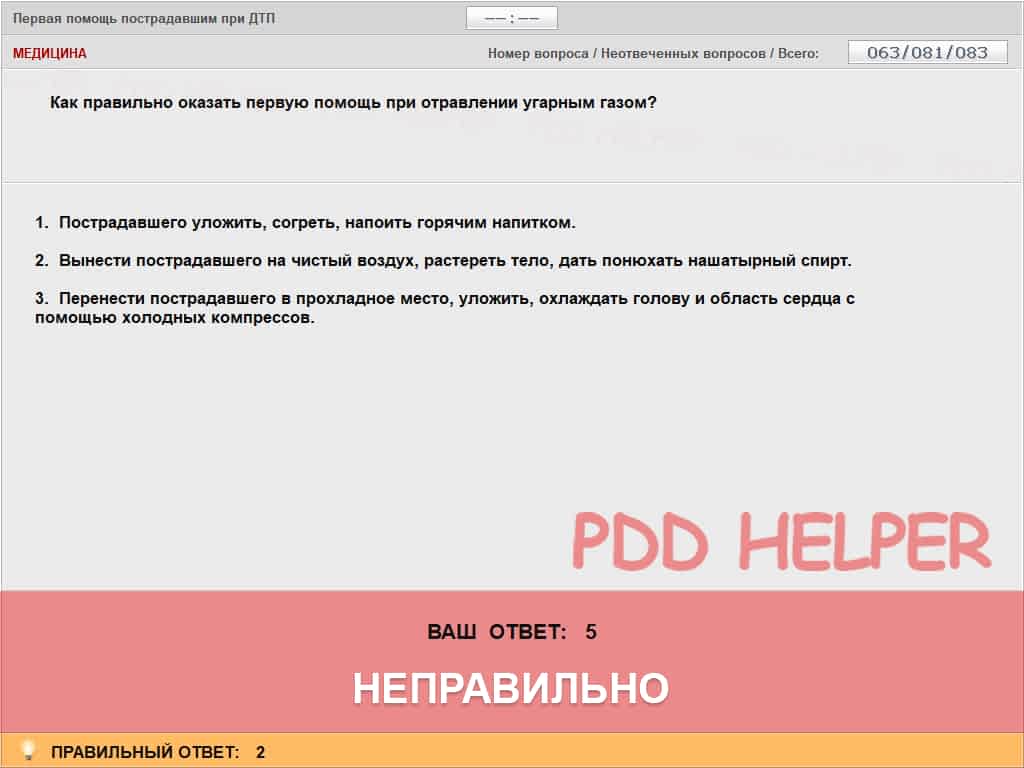 Первая помощь пострадавшим при ДТП
—— : ——
МЕДИЦИНА
Номер вопроса / Неотвеченных вопросов / Всего:
063/081/083
Как правильно оказать первую помощь при отравлении угарным газом?
1. Пострадавшего уложить, согреть, напоить горячим напитком.
2. Вынести пострадавшего на чистый воздух, растереть тело, дать понюхать нашатырный спирт.
3. Перенести пострадавшего в прохладное место, уложить, охлаждать голову и область сердца с
помощью холодных компрессов.
PDD HELPER
ВАШ ОТВЕТ: 5
НЕПРАВИЛЬНО
ПРАВИЛЬНЫЙ ОТВЕТ: 2